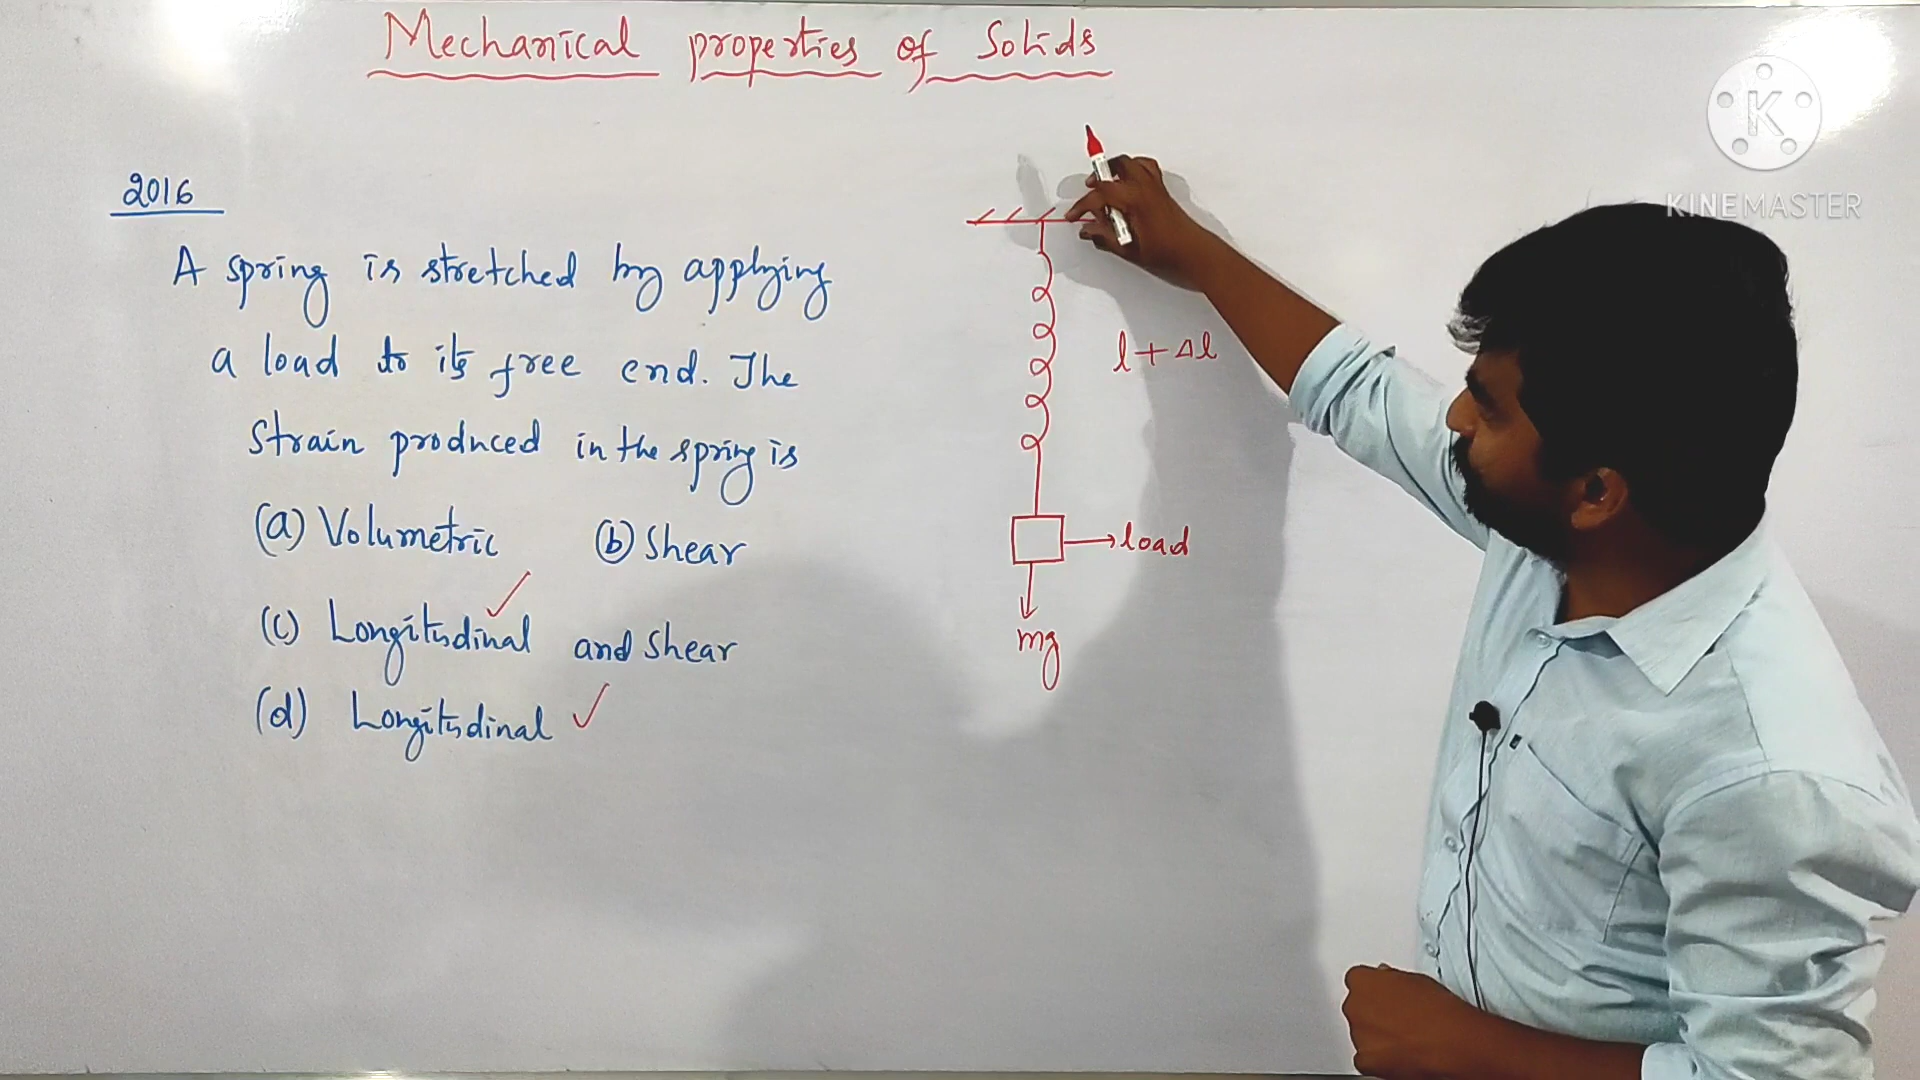 Mechanical properties of Solids
2016
A spring is stretched by applying
a load to its free end. The
Strain produced in the spring is
(a) Volumetric (b) Shear
(c) Longitudinal and Shear
(d) Longitudinal
l + Δl
load
mg
K
KINEMASTER